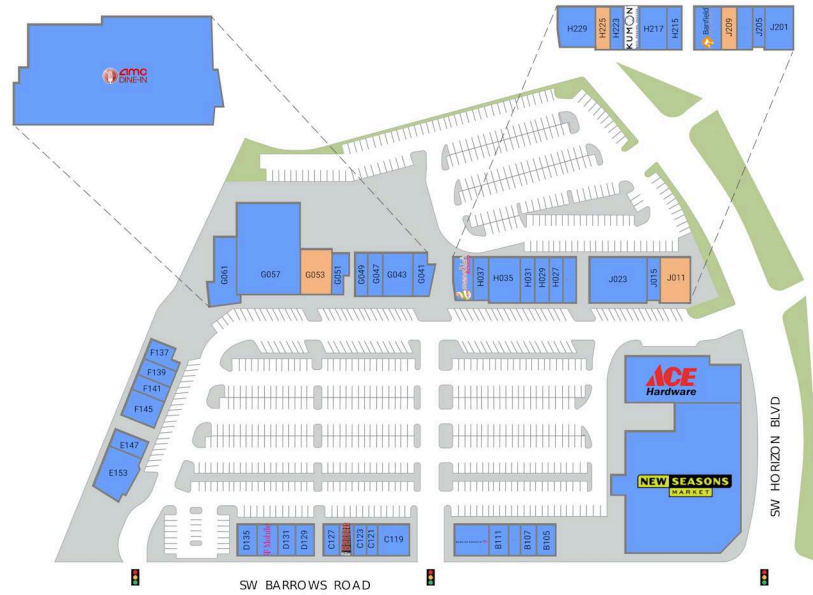 amc
DINE-IN
H229
H225
H223
KUMON
H217
H215
Banfield
J209
J205
J201
G061
G057
G053
G051
G049
G047
G043
G041
H037
H035
H031
H029
H027
J023
J015
J011
F137
F139
F141
F145
E147
E153
ACE
Hardware
NEW SEASONS
MARKET
SW HORIZON BLVD
D135
T Mobile
D131
D129
C127
C123
C121
C119
B111
B107
B105
SW BARROWS ROAD